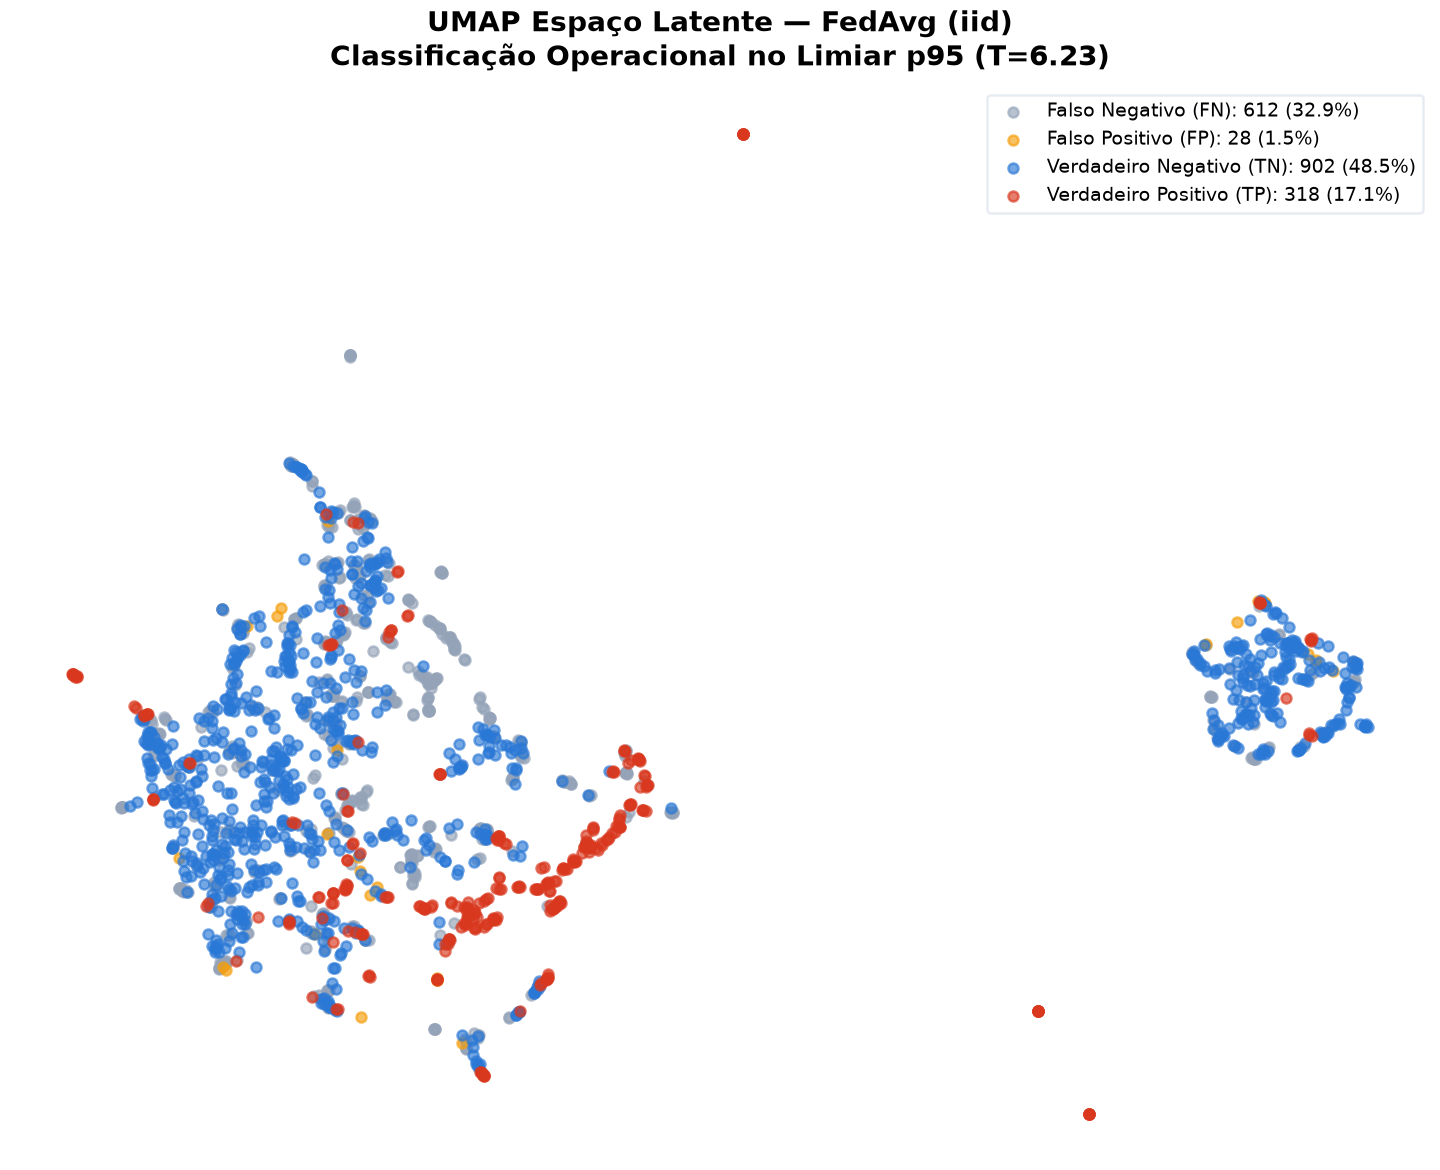 UMAP Espaço Latente — FedAvg (iid)
Classificação Operacional no Limiar p95 (T=6.23)
Falso Negativo (FN): 612 (32.9%)
Falso Positivo (FP): 28 (1.5%)
Verdadeiro Negativo (TN): 902 (48.5%)
Verdadeiro Positivo (TP): 318 (17.1%)